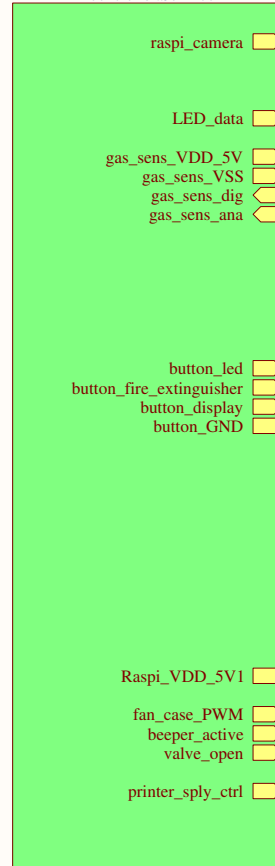 raspi_camera
LED_data
gas_sens_VDD_5V
gas_sens_VSS
gas_sens_dig
gas_sens_ana
button_led
button_fire_extinguisher
button_display
button_GND
Raspi_VDD_5V1
fan_case_PWM
beeper_active
valve_open
printer_sply_ctrl